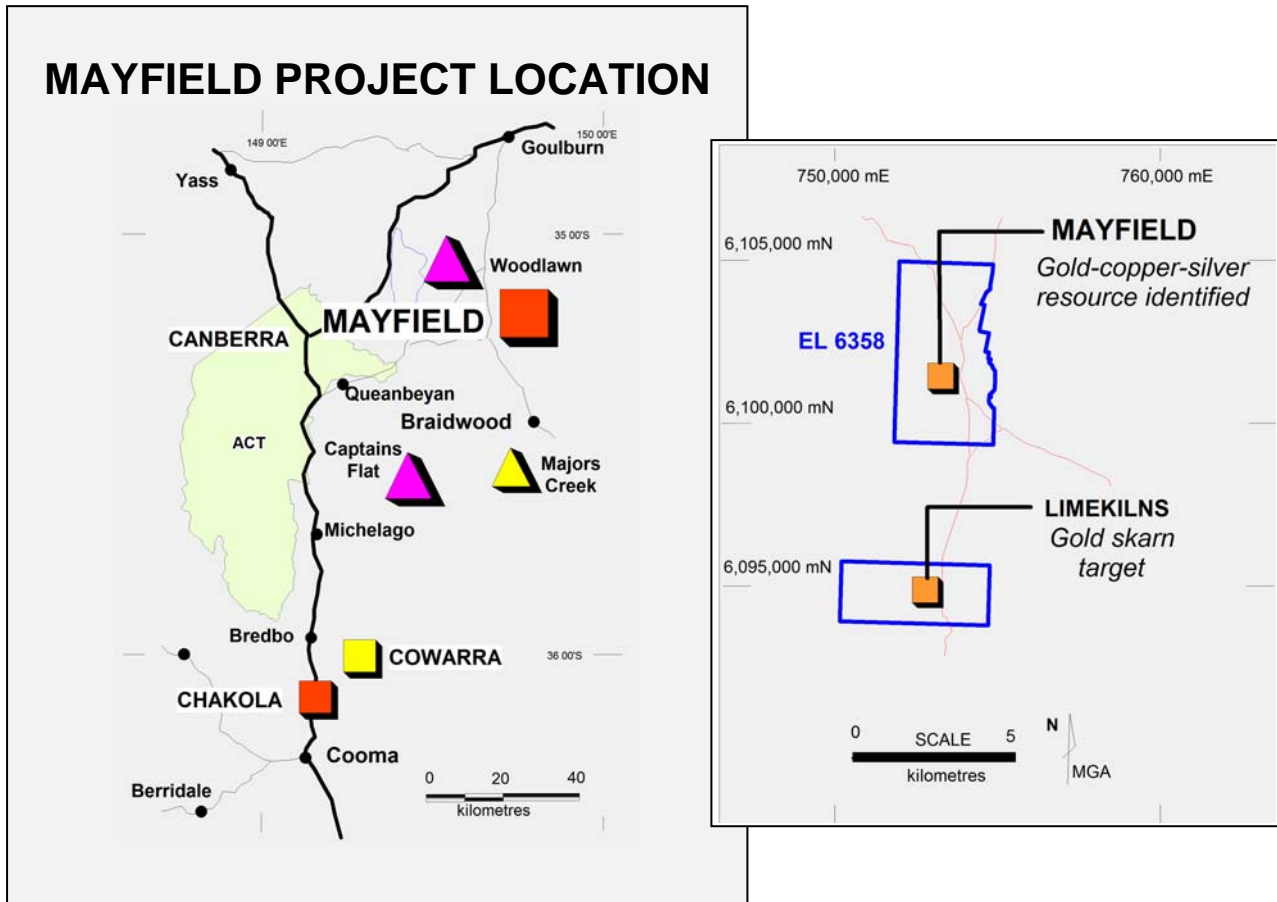 MAYFIELD PROJECT LOCATION
149 00'E
150 00'E
Goulburn
Yass
35 00'S
Woodlawn
MAYFIELD
CANBERRA
Queanbeyan
Braidwood
ACT
Captains
Flat
Majors
Creek
Michelago
Bredbo
36 00'S
COWARRA
CHAKOLA
Cooma
Berridale
0 20 40
kilometres
750,000 mE
760,000 mE
6,105,000 mN
MAYFIELD
Gold-copper-silver
resource identified
EL 6358
6,100,000 mN
LIMEKILNS
Gold skarn
target
6,095,000 mN
0 SCALE 5
kilometres
N
MGA